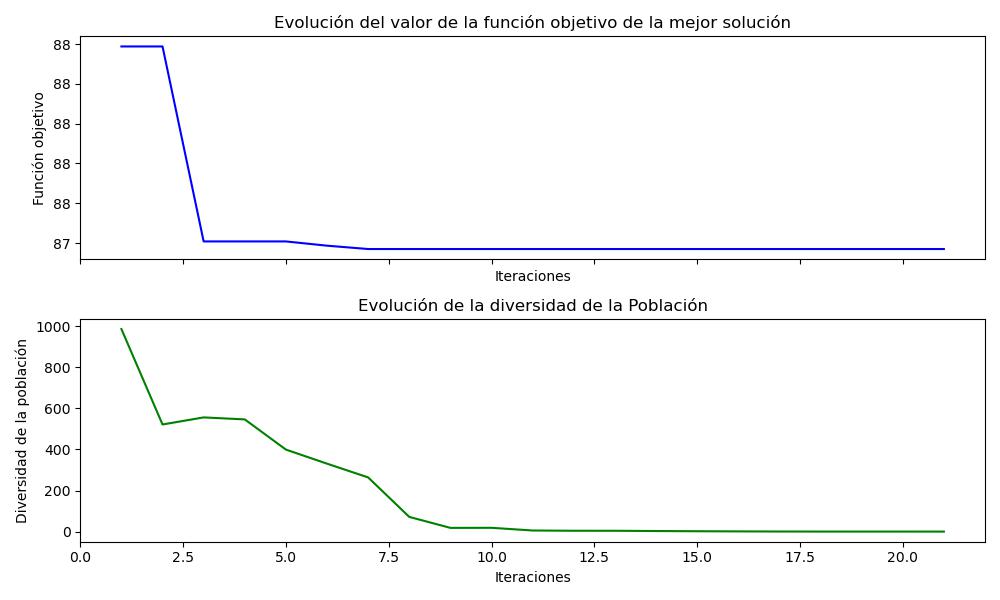 Evolución del valor de la función objetivo de la mejor solución
88
88
88
88
88
87
Función objetivo
Iteraciones
Evolución de la diversidad de la Población
1000
800
600
400
200
0
Diversidad de la población
0.0 2.5 5.0 7.5 10.0 12.5 15.0 17.5 20.0
Iteraciones